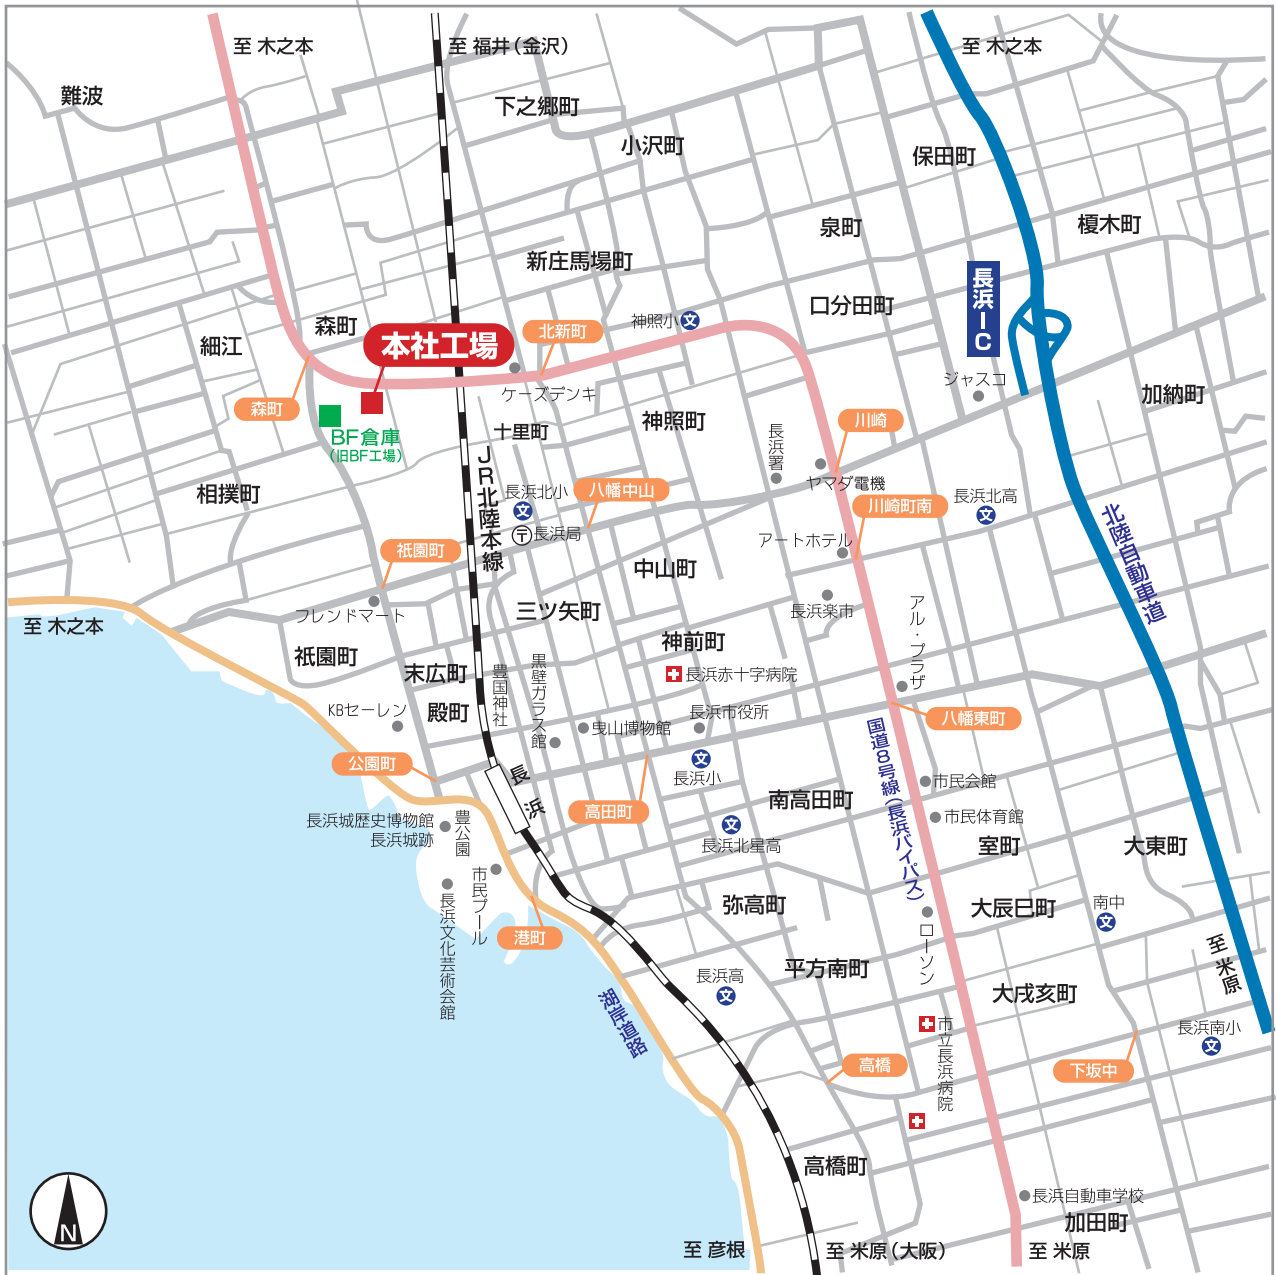 至 木之本
至 福井（金沢）
至 木之本
難波
下之郷町
小沢町
保田町
榎木町
泉町
新庄馬場町
口分田町
長浜IC
森町
細江
本社工場
北新町
神照小
文
ケーズデンキ
ジャスコ
加納町
森町
BF倉庫
（旧BF工場）
十里町
神照町
長浜署
川崎
ヤマダ電機
相撲町
JR北陸本線
長浜北小
文
八幡中山
川崎町南
長浜北高
文
北陸自動車道
〒
長浜局
アートホテル
祇園町
中山町
フレンドマート
三ツ矢町
長浜楽市
アル・プラザ
至 木之本
祇園町
末広町
神前町
豊国神社
黒壁ガラス館
長浜赤十字病院
KBセーレン
殿町
曳山博物館
長浜市役所
八幡東町
国道8号線（長浜バイパス）
公園町
長浜
長浜小
文
市民会館
高田町
南高田町
市民体育館
長浜城歴史博物館
長浜城跡
豊公園
長浜北星高
文
室町
大東町
市民プール
長浜文化芸術会館
弥高町
大辰巳町
南中
文
港町
ローソン
至 米原
平方南町
長浜高
文
大戌亥町
湖岸道路
市立長浜病院
長浜南小
文
高橋
下坂中
高橋町
長浜自動車学校
加田町
N
至 彦根
至 米原（大阪）
至 米原